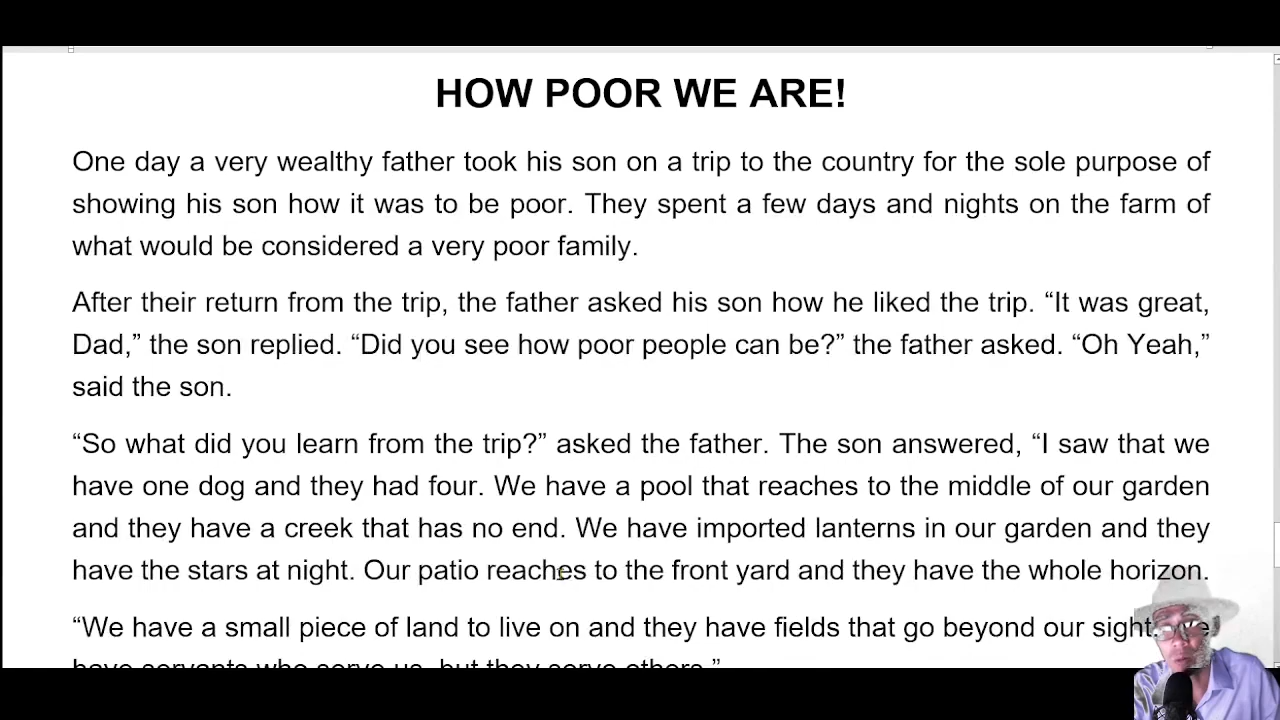 HOW POOR WE ARE!
One day a very wealthy father took his son on a trip to the country for the sole purpose of
showing his son how it was to be poor. They spent a few days and nights on the farm of
what would be considered a very poor family.
After their return from the trip, the father asked his son how he liked the trip. “It was great,
Dad,” the son replied. “Did you see how poor people can be?” the father asked. “Oh Yeah,”
said the son.
“So what did you learn from the trip?” asked the father. The son answered, “I saw that we
have one dog and they had four. We have a pool that reaches to the middle of our garden
and they have a creek that has no end. We have imported lanterns in our garden and they
have the stars at night. Our patio reaches to the front yard and they have the whole horizon.
“We have a small piece of land to live on and they have fields that go beyond our sight.
have servants who serve us, but they serve others.”